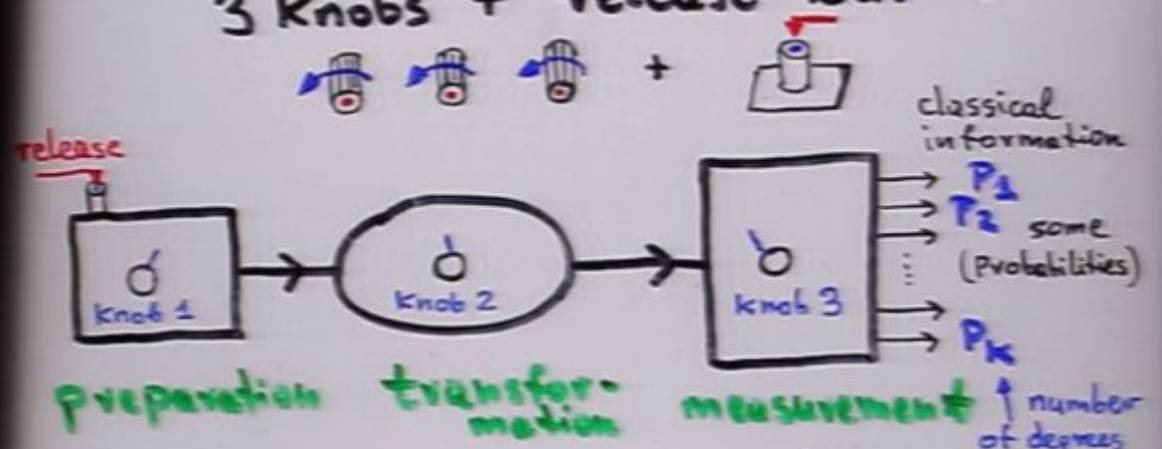 3 Knobs + release
+
classical
information
release
P1
P2 some
(Probabilities)
Knob 1
Knob 2
Knob 3
PK
preparation
transfor-
mation
measurement
number
of degrees